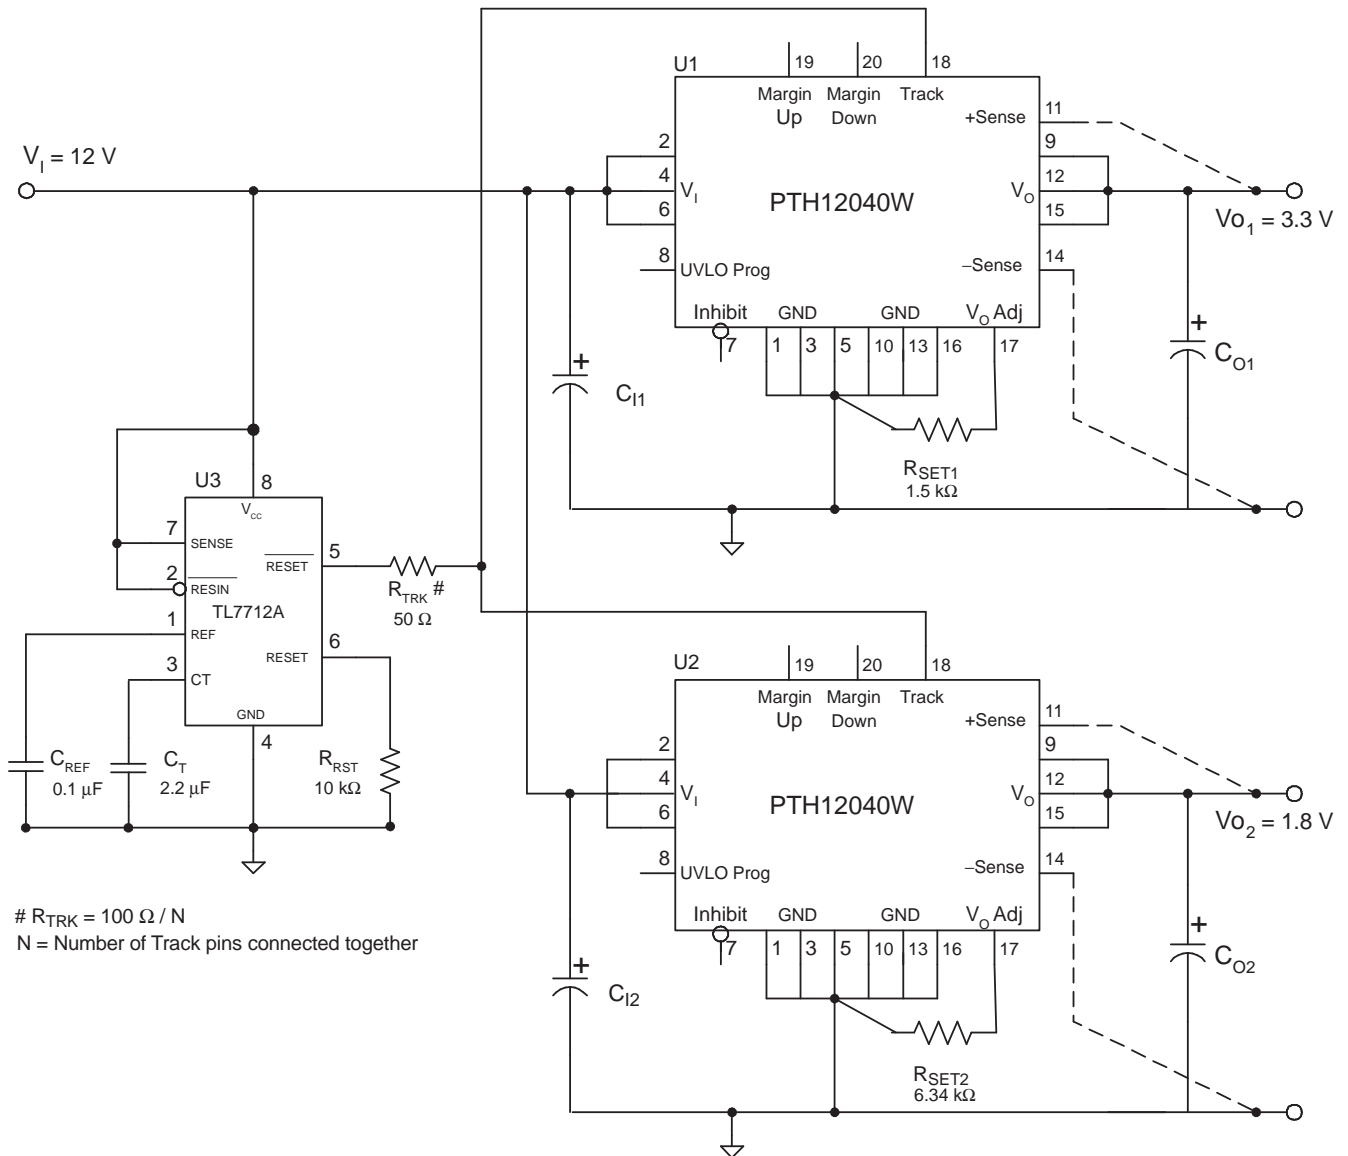 V_I = 12 V
U1
19
20
18
Margin Up
Margin Down
Track
+Sense
11
2
9
4
V_I
PTH12040W
V_O
12
6
15
Vo_1 = 3.3 V
8
UVLO Prog
–Sense
14
Inhibit
GND
GND
V_O Adj
7
1
3
5
10
13
16
17
+
C_I1
+
C_O1
R_SET1
1.5 kΩ
U3
8
V_CC
7
SENSE
RESET
5
2
RESIN
R_TRK #
50 Ω
TL7712A
1
REF
6
RESET
3
CT
GND
4
C_REF
0.1 μF
C_T
2.2 μF
R_RST
10 kΩ
# R_TRK = 100 Ω / N
N = Number of Track pins connected together
U2
19
20
18
Margin Up
Margin Down
Track
+Sense
11
2
9
4
V_I
PTH12040W
V_O
12
6
15
Vo_2 = 1.8 V
8
UVLO Prog
–Sense
14
Inhibit
GND
GND
V_O Adj
7
1
3
5
10
13
16
17
+
C_I2
+
C_O2
R_SET2
6.34 kΩ